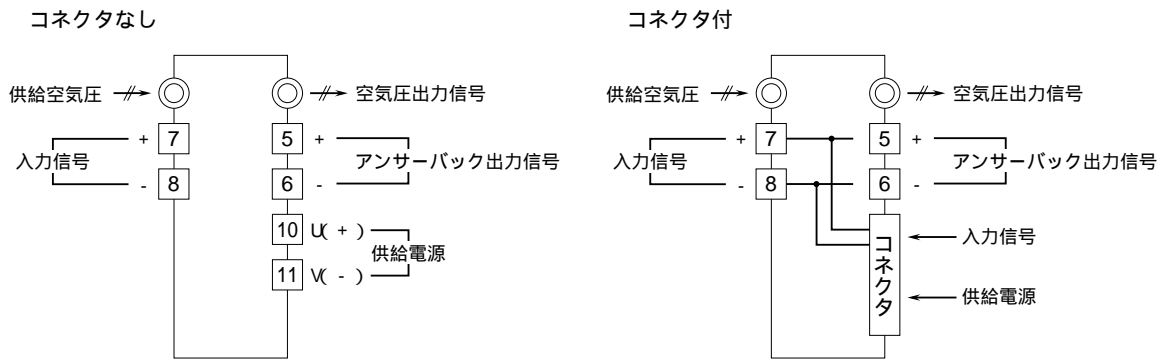 コネクタなし
供給空気圧
空気圧出力信号
入力信号
+ 7
- 8
5 +
6 -
アンサーバック出力信号
10 U( + )
11 V( - )
供給電源
コネクタ付
供給空気圧
空気圧出力信号
入力信号
+ 7
- 8
5 +
6 -
アンサーバック出力信号
コネクタ
入力信号
供給電源